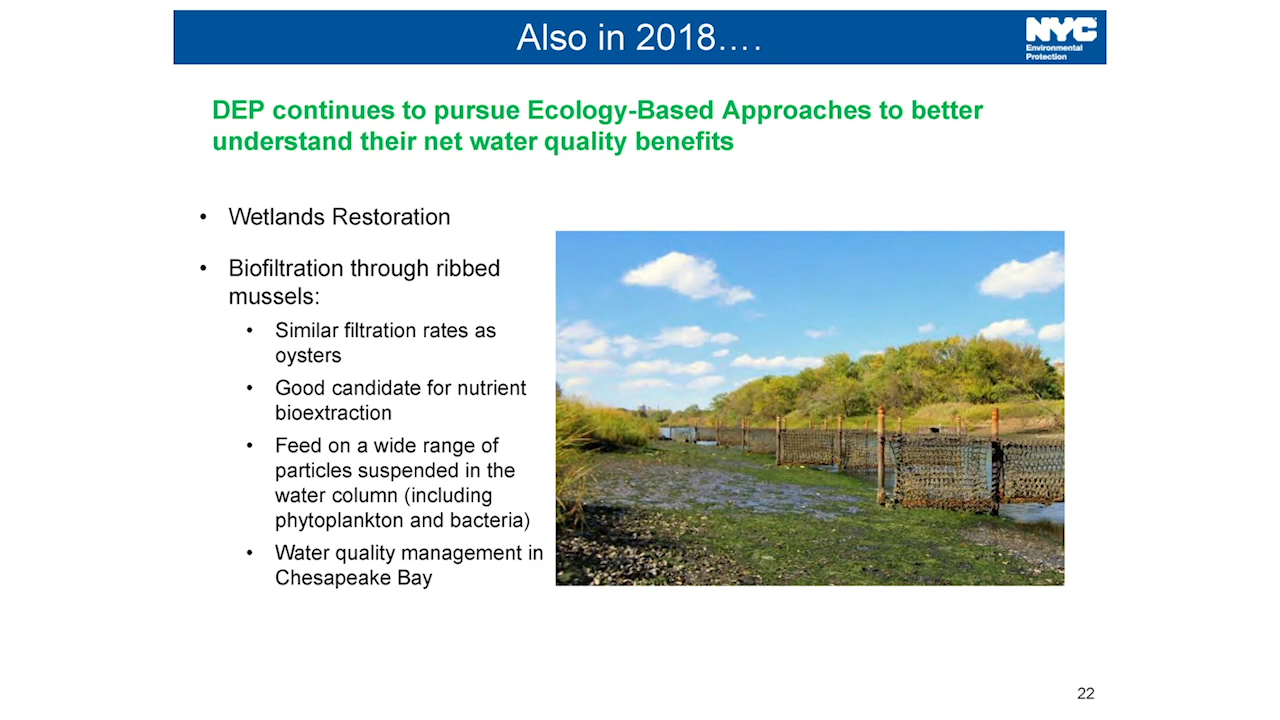 Also in 2018....
NYC
Environmental
Protection
DEP continues to pursue Ecology-Based Approaches to better
understand their net water quality benefits
• Wetlands Restoration
• Biofiltration through ribbed
mussels:
• Similar filtration rates as
oysters
• Good candidate for nutrient
bioextraction
• Feed on a wide range of
particles suspended in the
water column (including
phytoplankton and bacteria)
• Water quality management in
Chesapeake Bay
22